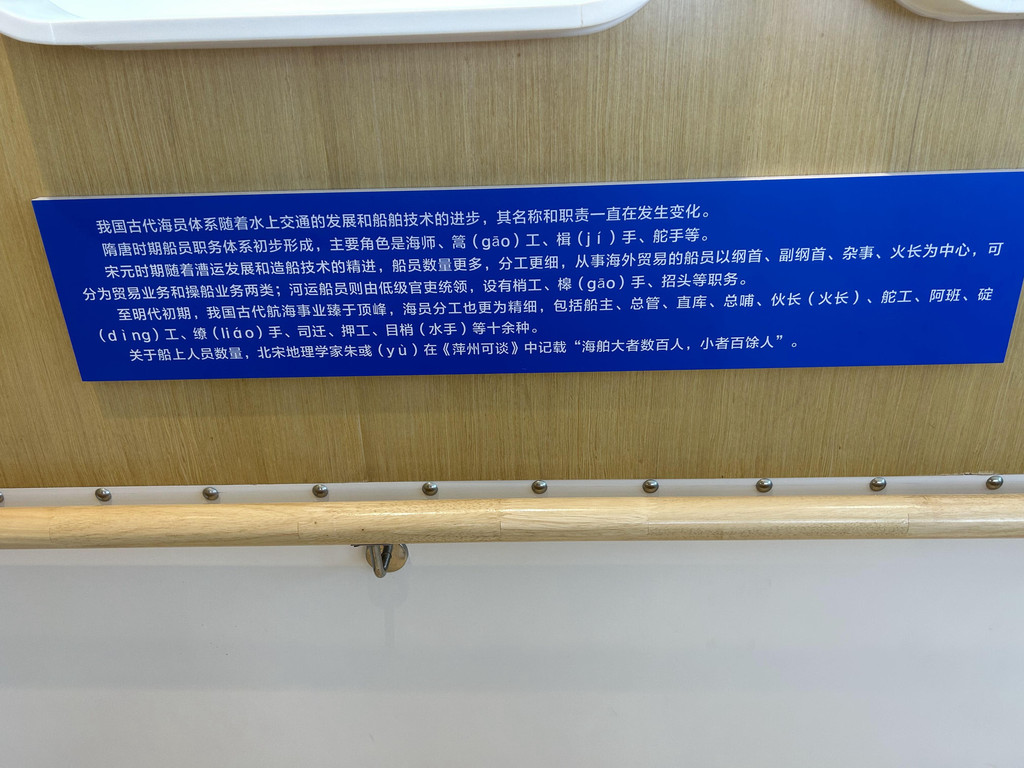 我国古代海员体系随着水上交通的发展和船舶技术的进步，其名称和职责一直在发生变化。
隋唐时期船员职务体系初步形成，主要角色是海师、篙（gāo）工、楫（jí）手、舵手等。
宋元时期随着漕运发展和造船技术的精进，船员数量更多，分工更细，从事海外贸易的船员以纲首、副纲首、杂事、火长为中心，可
分为贸易业务和操船业务两类；河运船员则由低级官吏统领，设有梢工、槔（gāo）手、招头等职务。
至明代初期，我国古代航海事业臻于顶峰，海员分工也更为精细，包括船主、总管、直库、总哺、伙长（火长）、舵工、阿班、碇
（dìng）工、缭（liáo）手、司迁、押工、目梢（水手）等十余种。
关于船上人员数量，北宋地理学家朱彧（yù）在《萍州可谈》中记载“海舶大者数百人，小者百馀人”。